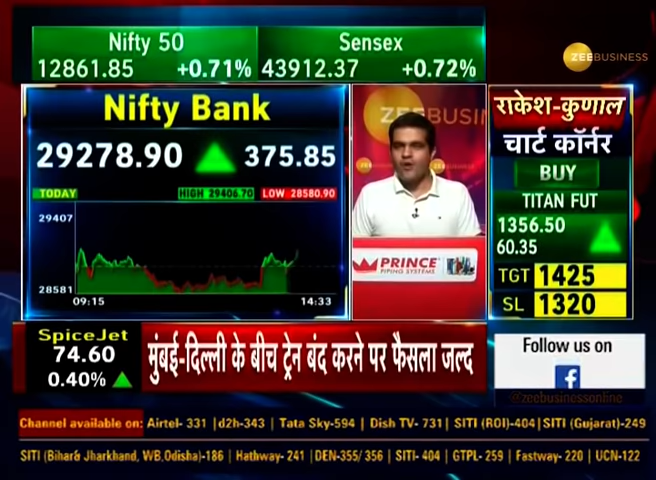 Nifty 50
12861.85 +0.71%
Sensex
43912.37 +0.72%
ZEE BUSINESS
Nifty Bank
29278.90 375.85
TODAY HIGH 29406.70 LOW 28580.90
29407
28581
09:15 14:33
ZEE BUSIN
PRINCE
PIPING SYSTEMS
राकेश-कुणाल
चार्ट कॉर्नर
BUY
TITAN FUT
1356.50
60.35
TGT 1425
SL 1320
SpiceJet
74.60
0.40%
मुंबई-दिल्ली के बीच ट्रेन बंद करने पर फैसला जल्द
Follow us on
f
@zeebusinessonline
Channel available on: Airtel- 331 |d2h-343 | Tata Sky-594 | Dish TV- 731| SITI (ROI)-404|SITI (Gujarat)-249
SITI (Bihar& Jharkhand, WB,Odisha)-186 | Hathway- 241 |DEN-355/ 356 | SITI- 404 | GTPL- 259 | Fastway- 220 | UCN-122